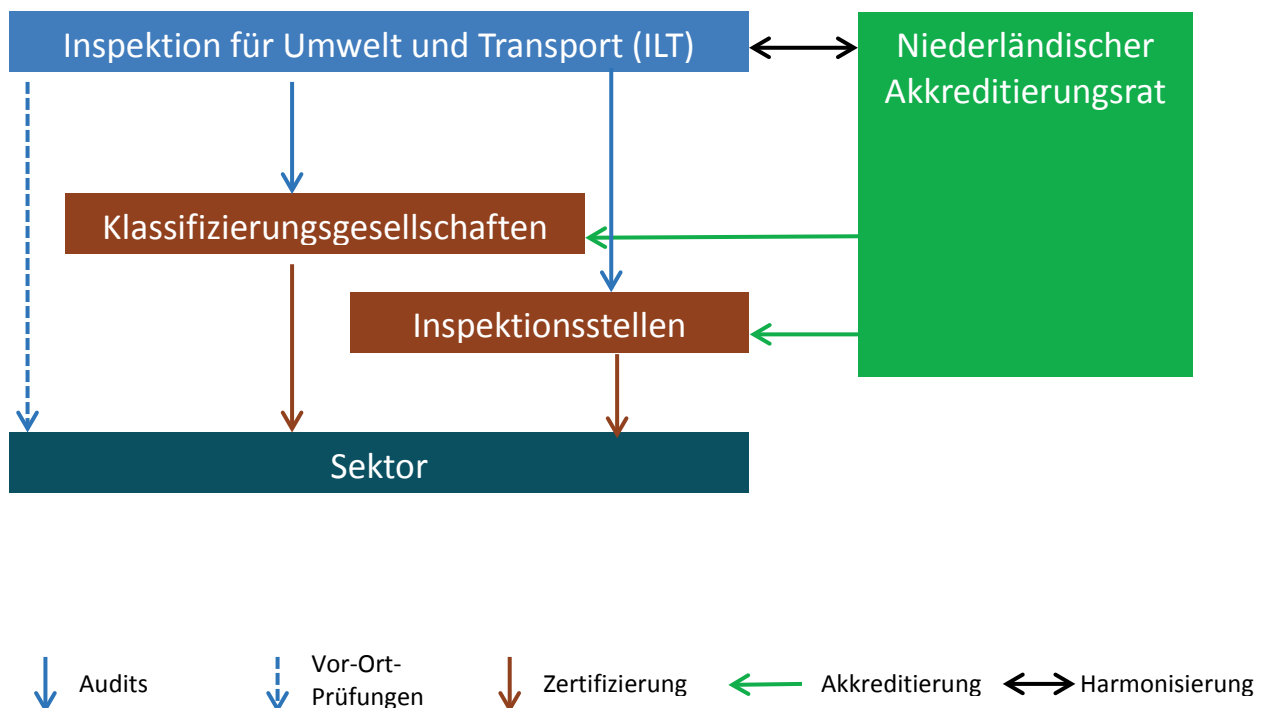 Inspektion für Umwelt und Transport (ILT)
Niederländischer
Akkreditierungsrat
Klassifizierungsgesellschaften
Inspektionsstellen
Sektor
Audits
Vor-Ort-
Prüfungen
Zertifizierung
Akkreditierung
Harmonisierung